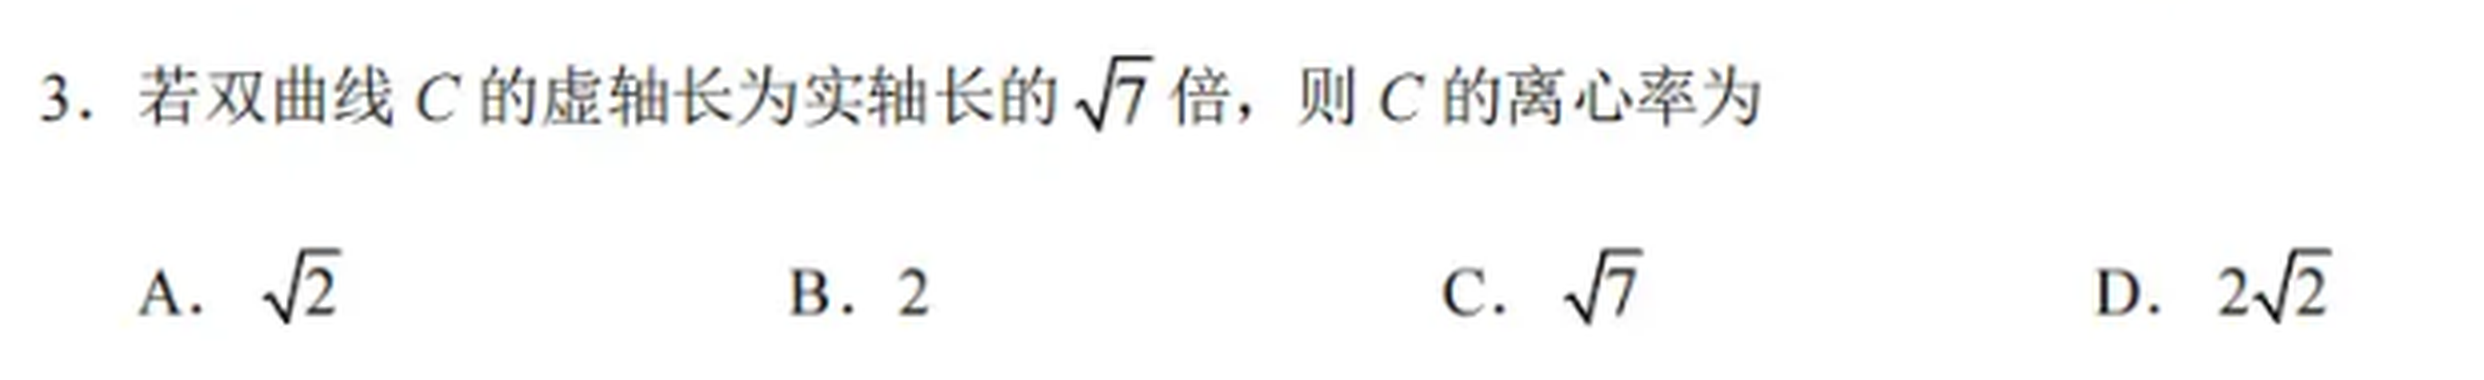 3. 若双曲线 C 的虚轴长为实轴长的 √7 倍，则 C 的离心率为
A. √2 B. 2 C. √7 D. 2√2